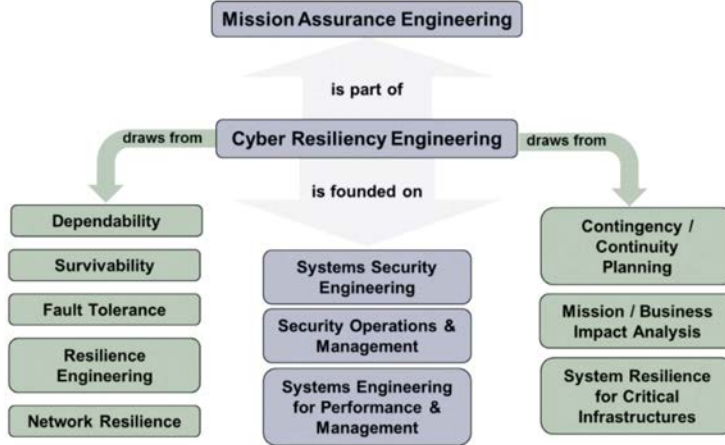 Mission Assurance Engineering
is part of
draws from
Cyber Resiliency Engineering
draws from
is founded on
Dependability
Survivability
Fault Tolerance
Resilience
Engineering
Network Resilience
Systems Security
Engineering
Security Operations &
Management
Systems Engineering
for Performance &
Management
Contingency /
Continuity
Planning
Mission / Business
Impact Analysis
System Resilience
for Critical
Infrastructures